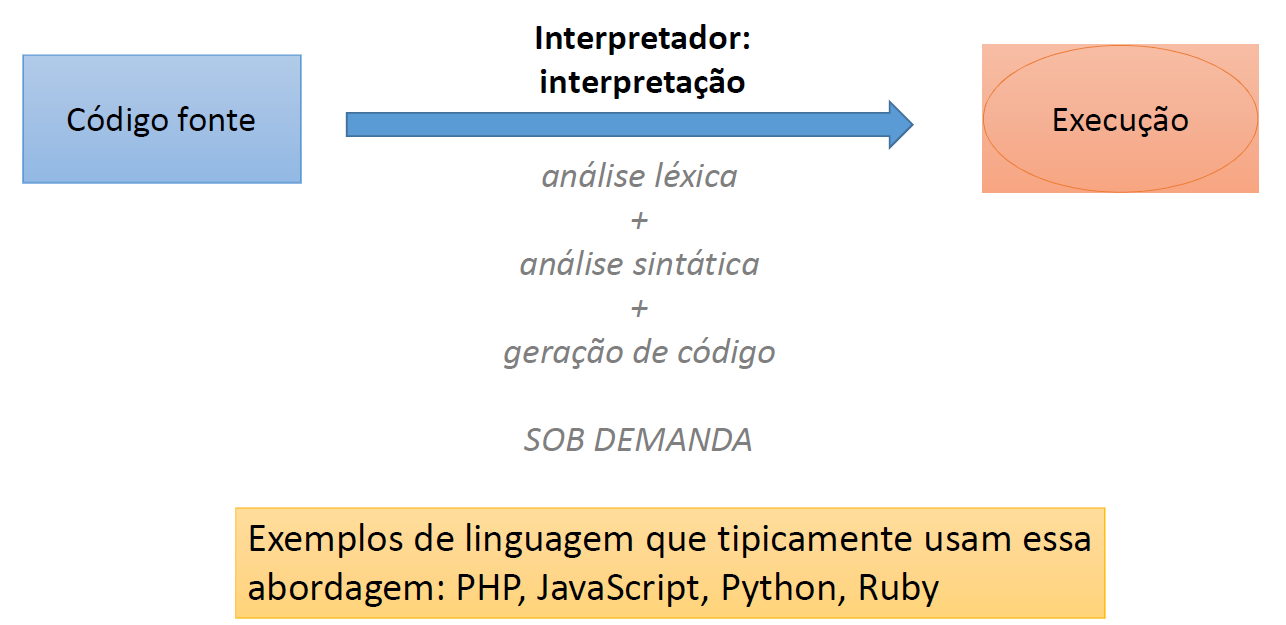 Interpretador:
interpretação
Código fonte
Execução
análise léxica
+
análise sintática
+
geração de código
SOB DEMANDA
Exemplos de linguagem que tipicamente usam essa
abordagem: PHP, JavaScript, Python, Ruby